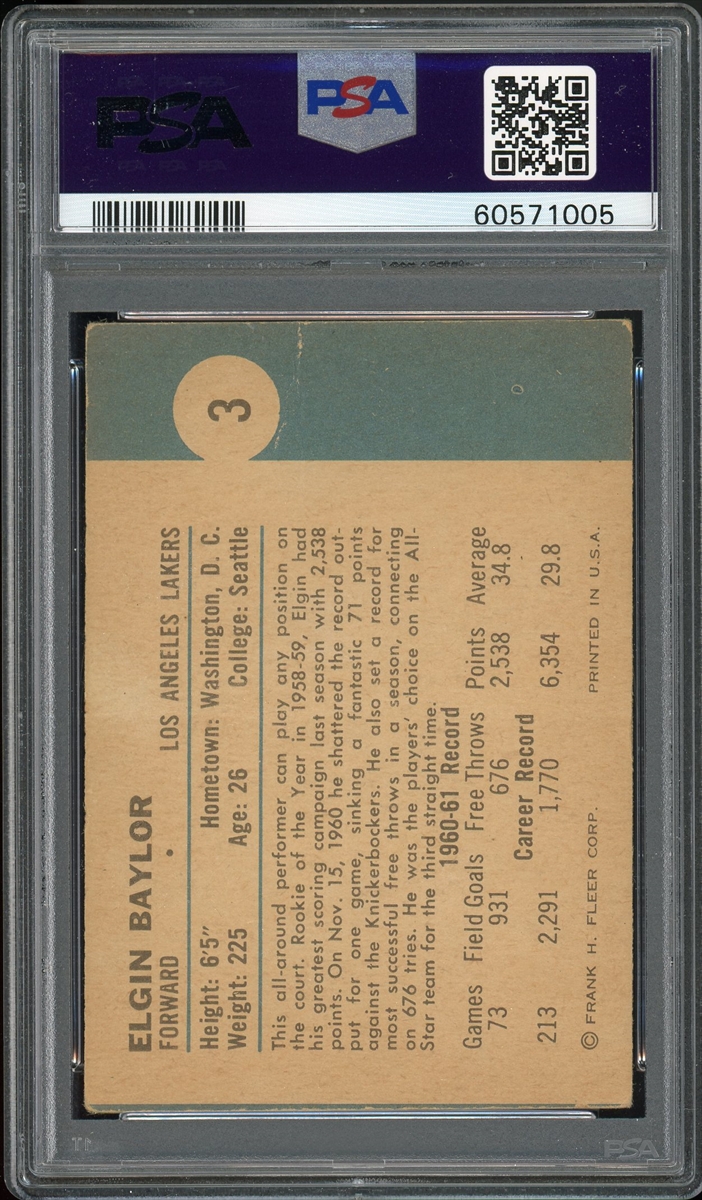 PSA
PSA
60571005
3
ELGIN BAYLOR
FORWARD • LOS ANGELES LAKERS
Height: 6'5" Hometown: Washington, D. C.
Weight: 225 Age: 26 College: Seattle
This all-around performer can play any position on
the court. Rookie of the Year in 1958-59, Elgin had
his greatest scoring campaign last season with 2,538
points. On Nov. 15, 1960 he shattered the record out-
put for one game, sinking a fantastic 71 points
against the Knickerbockers. He also set a record for
most successful free throws in a season, connecting
on 676 tries. He was the players' choice on the All-
Star team for the third straight time.
1960-61 Record
Games Field Goals Free Throws Points Average
73 931 676 2,538 34.8
Career Record
213 2,291 1,770 6,354 29.8
© FRANK H. FLEER CORP. PRINTED IN U.S.A.
PSA